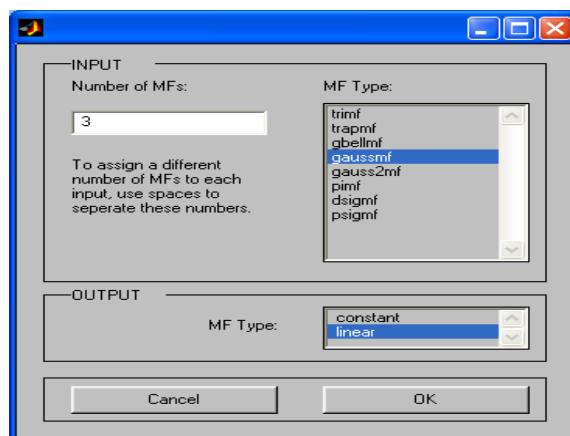 INPUT
Number of MFs:
3
To assign a different
number of MFs to each
input, use spaces to
seperate these numbers.
MF Type:
trimf
trapmf
gbellmf
gaussmf
gauss2mf
pimf
dsigmf
psigmf
OUTPUT
MF Type:
constant
linear
Cancel
OK